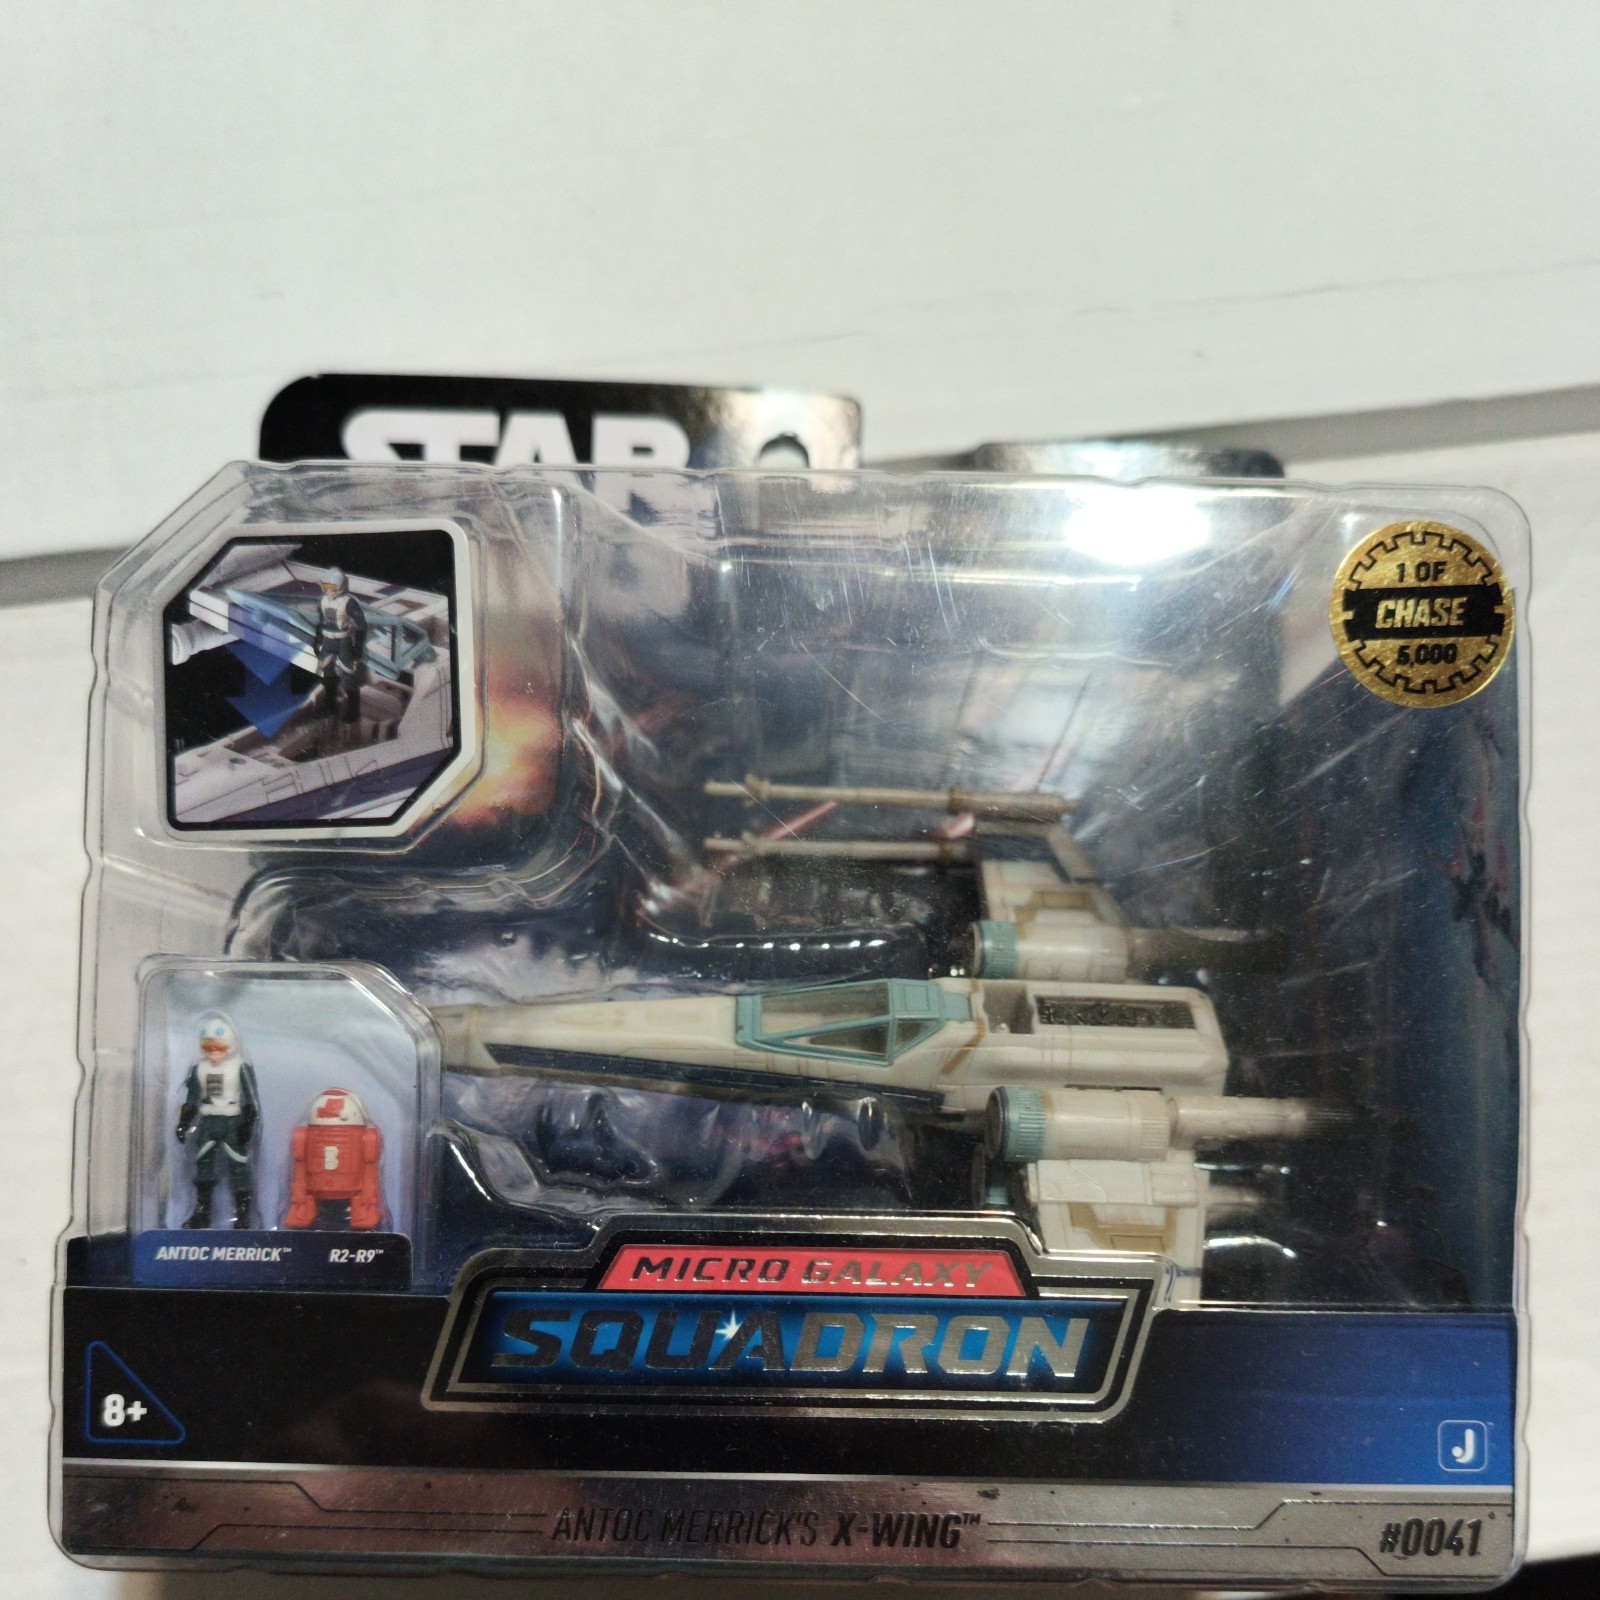 STAR
1 OF
CHASE
5,000
ANTOC MERRICK™ R2-R9™
MICRO GALAXY
SQUADRON
8+
J
ANTOC MERRICK'S X-WING™
#0041